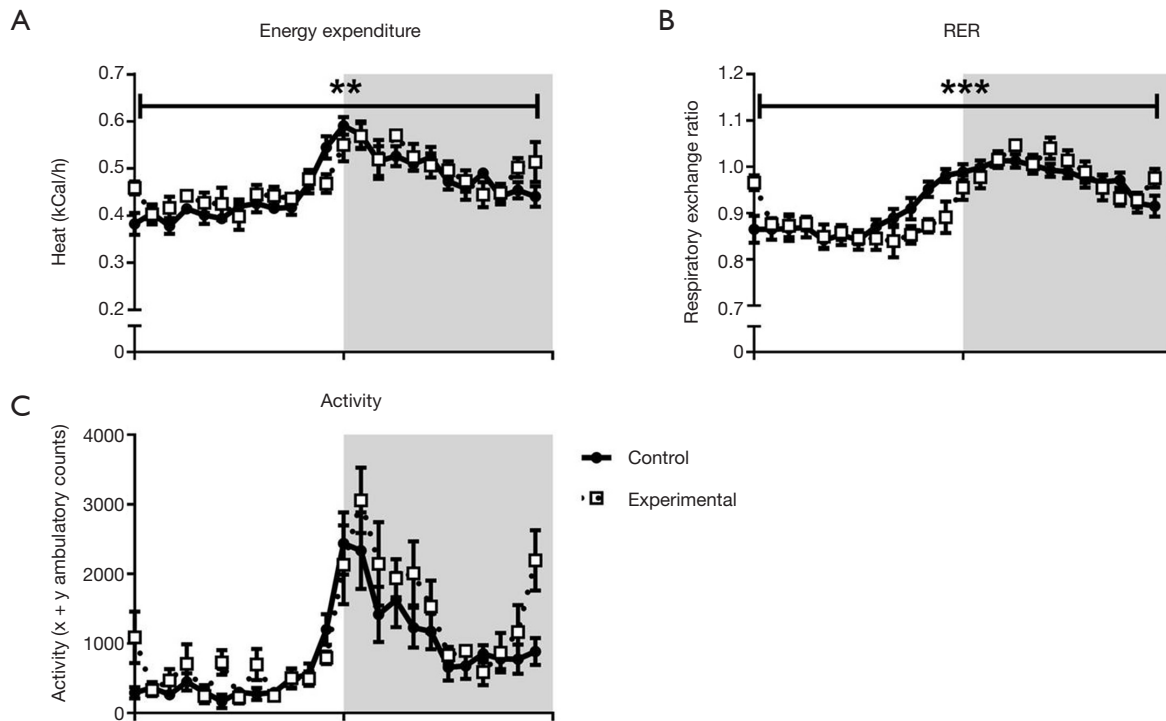 A
Energy expenditure
Heat (kCal/h)
0.7
0.6
0.5
0.4
0.3
0.2
0
**
B
RER
Respiratory exchange ratio
1.2
1.1
1.0
0.9
0.8
0.7
0
***
C
Activity
Activity (x + y ambulatory counts)
4000
3000
2000
1000
0
Control
Experimental